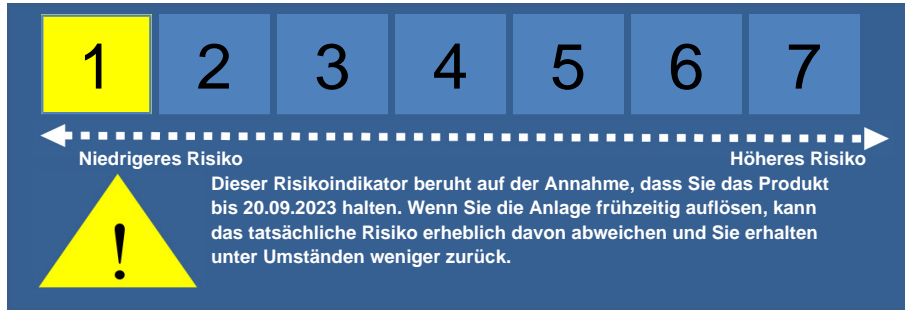 1 2 3 4 5 6 7
Niedrigeres Risiko Höheres Risiko
Dieser Risikoindikator beruht auf der Annahme, dass Sie das Produkt
bis 20.09.2023 halten. Wenn Sie die Anlage frühzeitig auflösen, kann
das tatsächliche Risiko erheblich davon abweichen und Sie erhalten
unter Umständen weniger zurück.
!